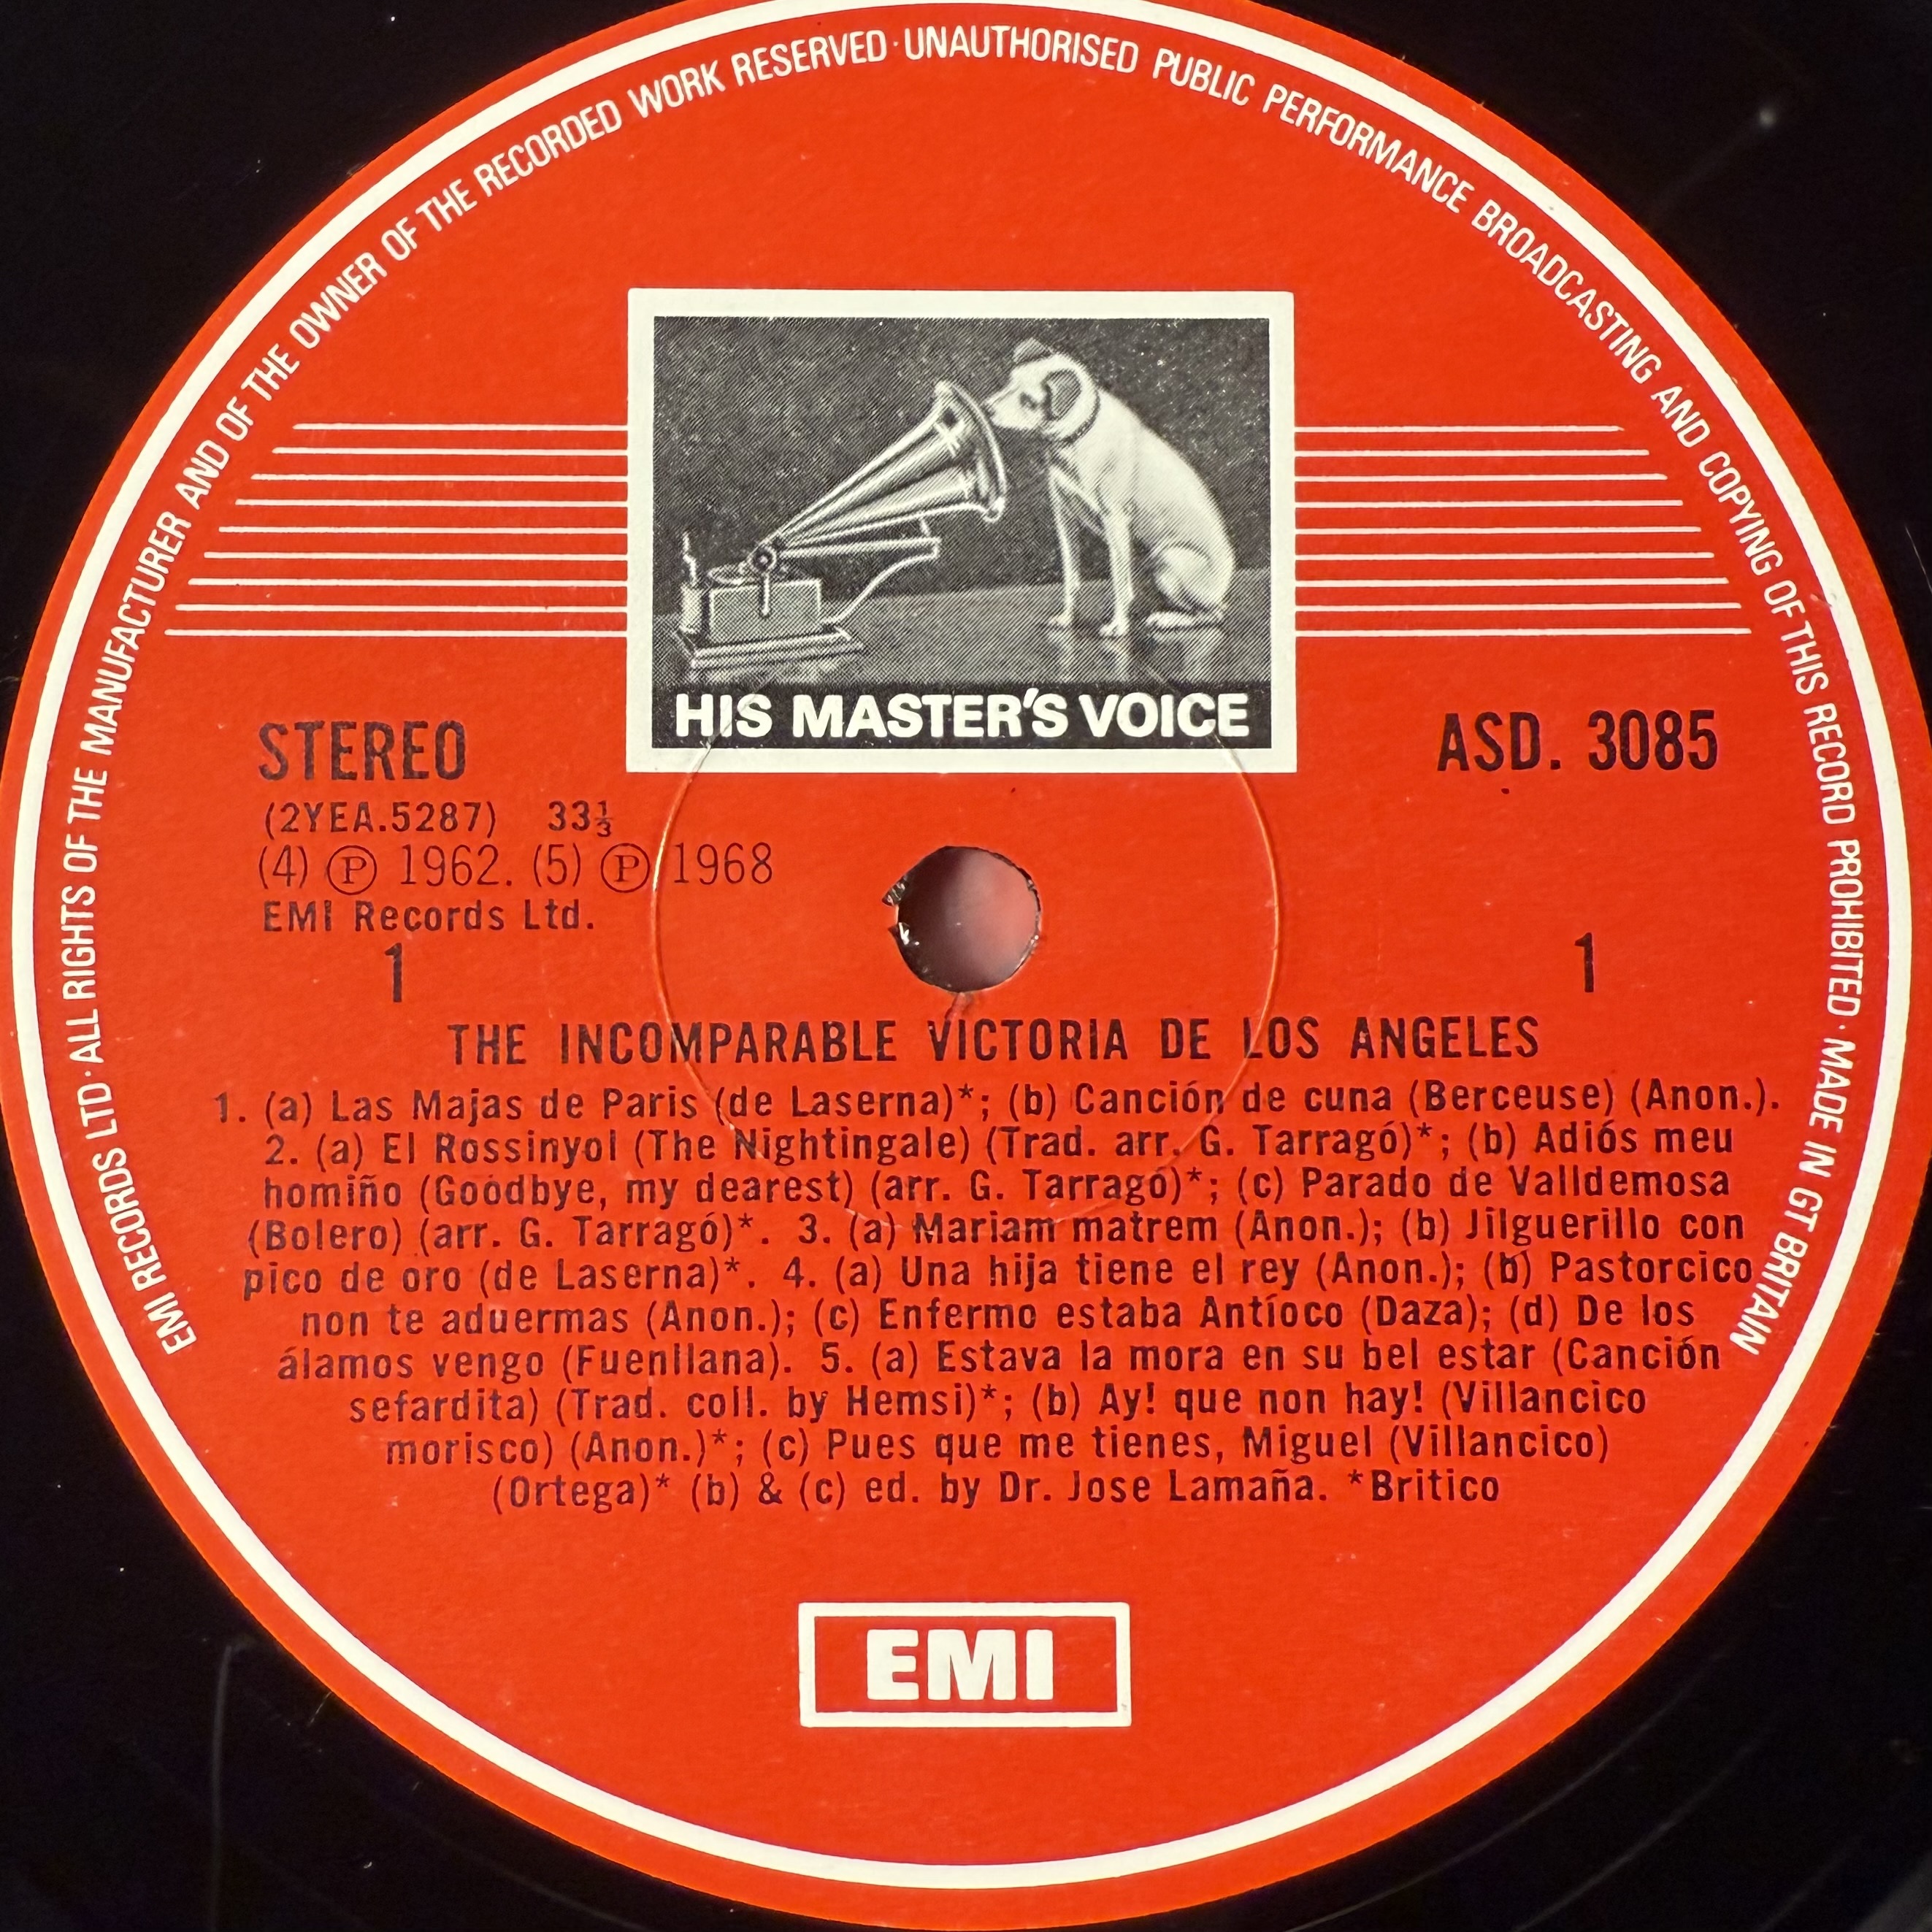 EMI RECORDS LTD · ALL RIGHTS OF THE MANUFACTURER AND OF THE OWNER OF THE RECORDED WORK RESERVED · UNAUTHORISED PUBLIC PERFORMANCE BROADCASTING AND COPYING OF THIS RECORD PROHIBITED · MADE IN GT BRITAIN
HIS MASTER'S VOICE
STEREO
ASD. 3085
(2YEA.5287) 33⅓
(4) Ⓟ 1962. (5) Ⓟ 1968
EMI Records Ltd.
1
1
THE INCOMPARABLE VICTORIA DE LOS ANGELES
1. (a) Las Majas de Paris (de Laserna)*; (b) Canción de cuna (Berceuse) (Anon.).
2. (a) El Rossinyol (The Nightingale) (Trad. arr. G. Tarragó)*; (b) Adiós meu
homiño (Goodbye, my dearest) (arr. G. Tarragó)*; (c) Parado de Valldemosa
(Bolero) (arr. G. Tarragó)*. 3. (a) Mariam matrem (Anon.); (b) Jilguerillo con
pico de oro (de Laserna)*. 4. (a) Una hija tiene el rey (Anon.); (b) Pastorcico
non te aduermas (Anon.); (c) Enfermo estaba Antíoco (Daza); (d) De los
álamos vengo (Fuenllana). 5. (a) Estava la mora en su bel estar (Canción
sefardita) (Trad. coll. by Hemsi)*; (b) Ay! que non hay! (Villancico
morisco) (Anon.)*; (c) Pues que me tienes, Miguel (Villancico)
(Ortega)* (b) & (c) ed. by Dr. Jose Lamaña. *Britico
EMI